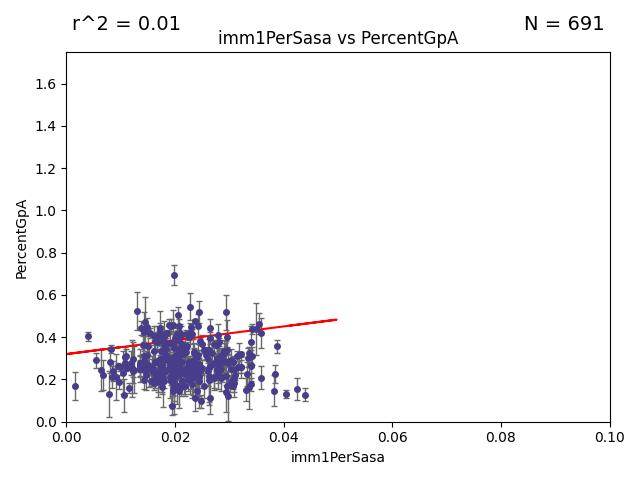 r^2 = 0.01
N = 691
imm1PerSasa vs PercentGpA
PercentGpA
1.6
1.4
1.2
1.0
0.8
0.6
0.4
0.2
0.0
0.00 0.02 0.04 0.06 0.08 0.10
imm1PerSasa